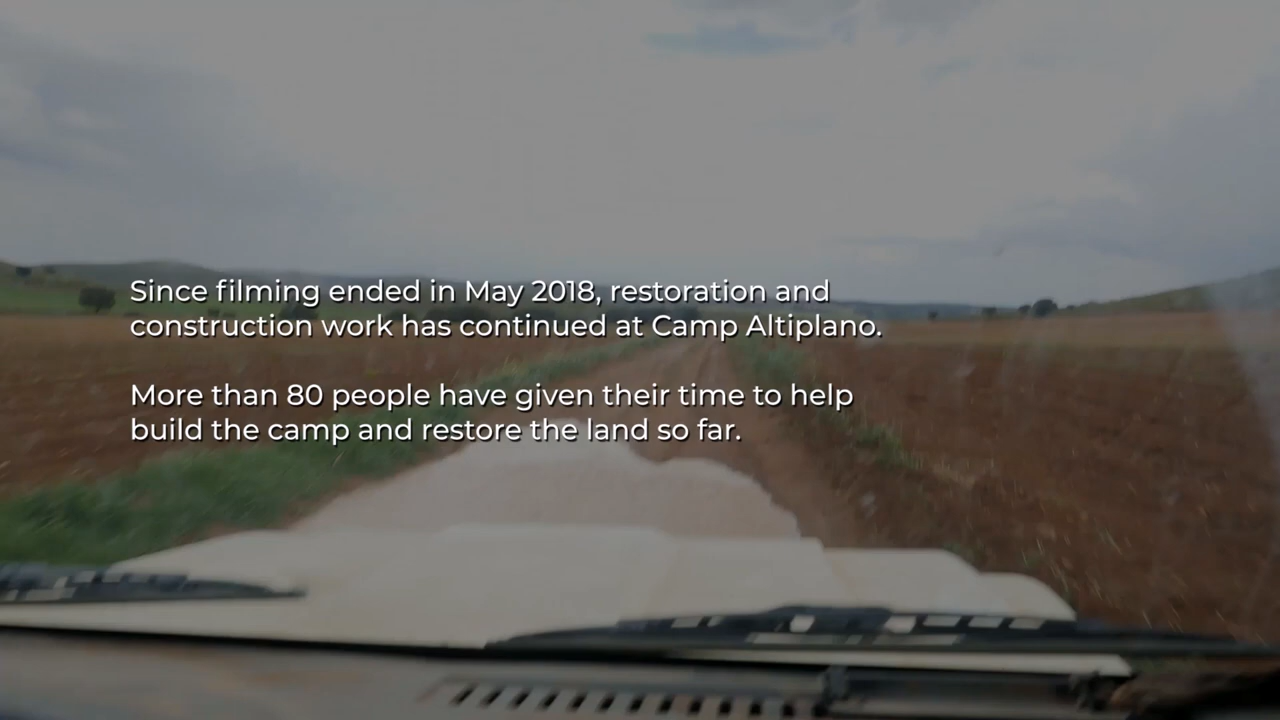 Since filming ended in May 2018, restoration and
construction work has continued at Camp Altiplano.
More than 80 people have given their time to help
build the camp and restore the land so far.